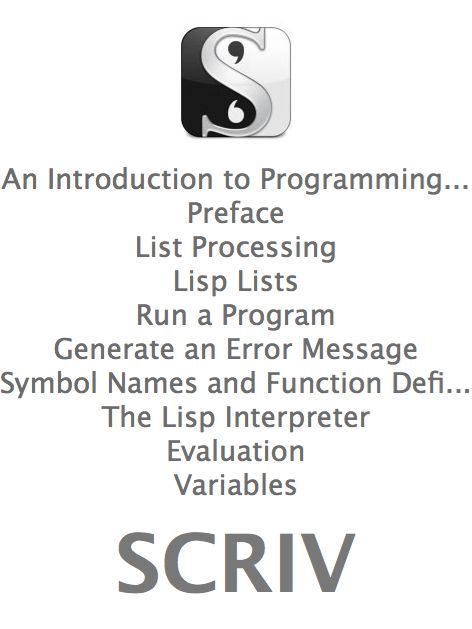 An Introduction to Programming...
Preface
List Processing
Lisp Lists
Run a Program
Generate an Error Message
Symbol Names and Function Defi...
The Lisp Interpreter
Evaluation
Variables
SCRIV